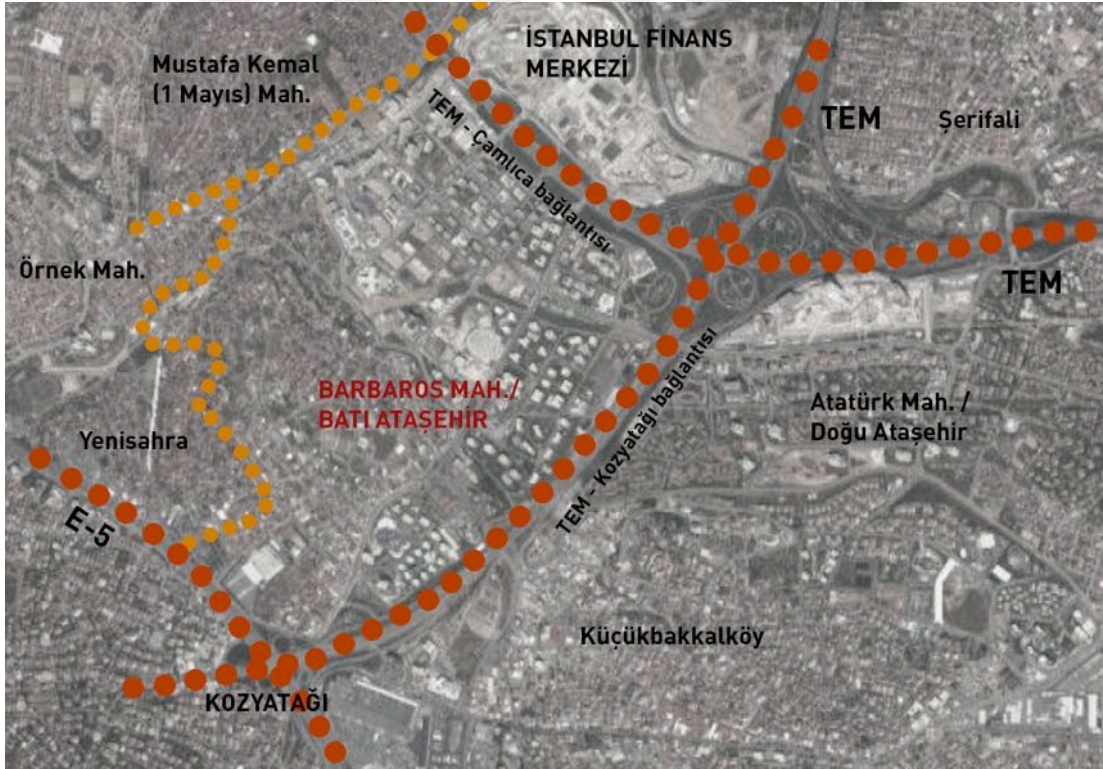 İSTANBUL FİNANS
MERKEZİ
Mustafa Kemal
(1 Mayıs) Mah.
TEM
Şerifali
TEM - Çamlıca bağlantısı
Örnek Mah.
TEM
BARBAROS MAH./
BATI ATAŞEHİR
Atatürk Mah. /
Doğu Ataşehir
Yenisahra
TEM - Kozyatağı bağlantısı
E-5
Küçükbakkalköy
KOZYATAĞI